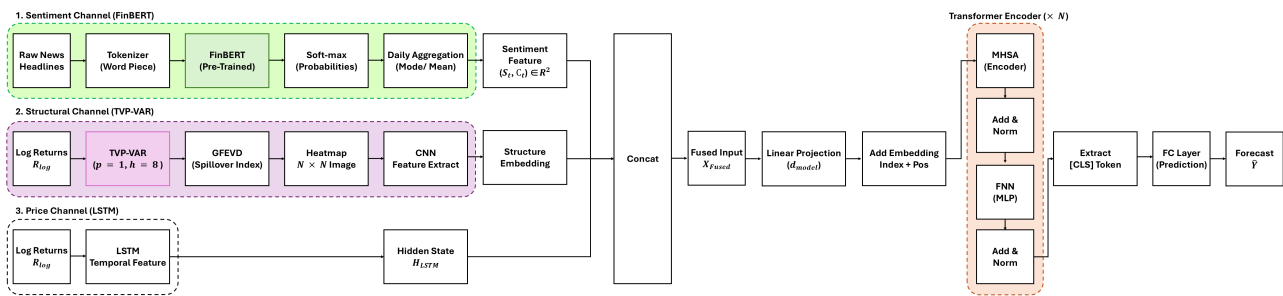 1. Sentiment Channel (FinBERT)
Raw News
Headlines
Tokenizer
(Word Piece)
FinBERT
(Pre-Trained)
Soft-max
(Probabilities)
Daily Aggregation
(Mode/ Mean)
Sentiment
Feature
(S_t, C_t) ∈ R^2
2. Structural Channel (TVP-VAR)
Log Returns
R_log
TVP-VAR
(p = 1, h = 8 )
GFEVD
(Spillover Index)
Heatmap
N × N Image
CNN
Feature Extract
Structure
Embedding
3. Price Channel (LSTM)
Log Returns
R_log
LSTM
Temporal Feature
Hidden State
H_LSTM
Concat
Fused Input
X_Fused
Linear Projection
(d_model)
Add Embedding
Index + Pos
Transformer Encoder (× N)
MHSA
(Encoder)
Add &
Norm
FNN
(MLP)
Add &
Norm
Extract
[CLS] Token
FC Layer
(Prediction)
Forecast
Ŷ